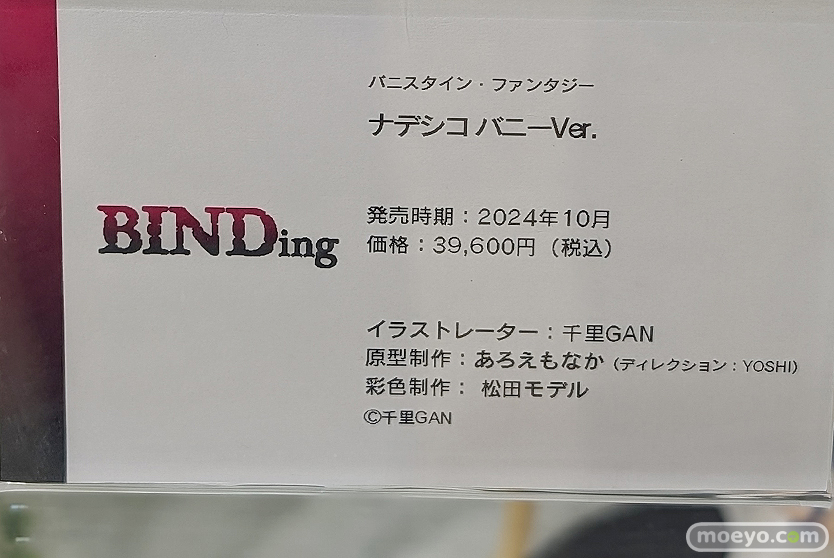 バニスタイン・ファンタジー
ナデシコ バニーVer.
BINDing
発売時期：2024年10月
価格：39,600円（税込）
イラストレーター：千里GAN
原型制作：あろえもなか（ディレクション：YOSHI）
彩色制作： 松田モデル
©千里GAN
moeyo.com